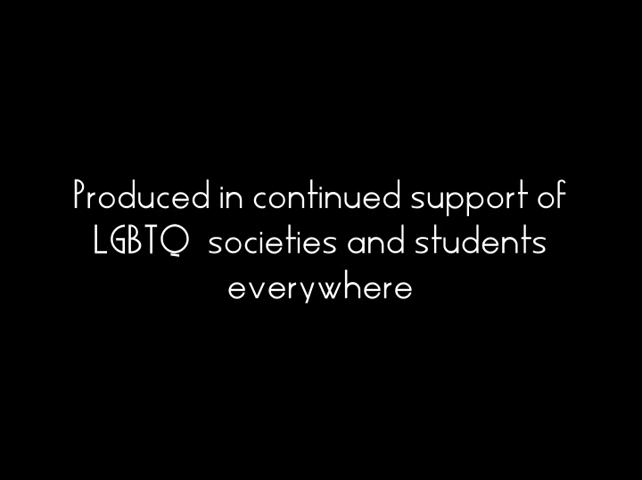 Produced in continued support of
LGBTQ societies and students
everywhere